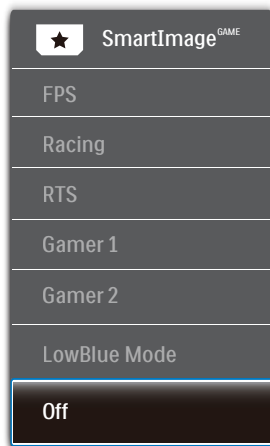 SmartImage GAME
FPS
Racing
RTS
Gamer 1
Gamer 2
LowBlue Mode
Off